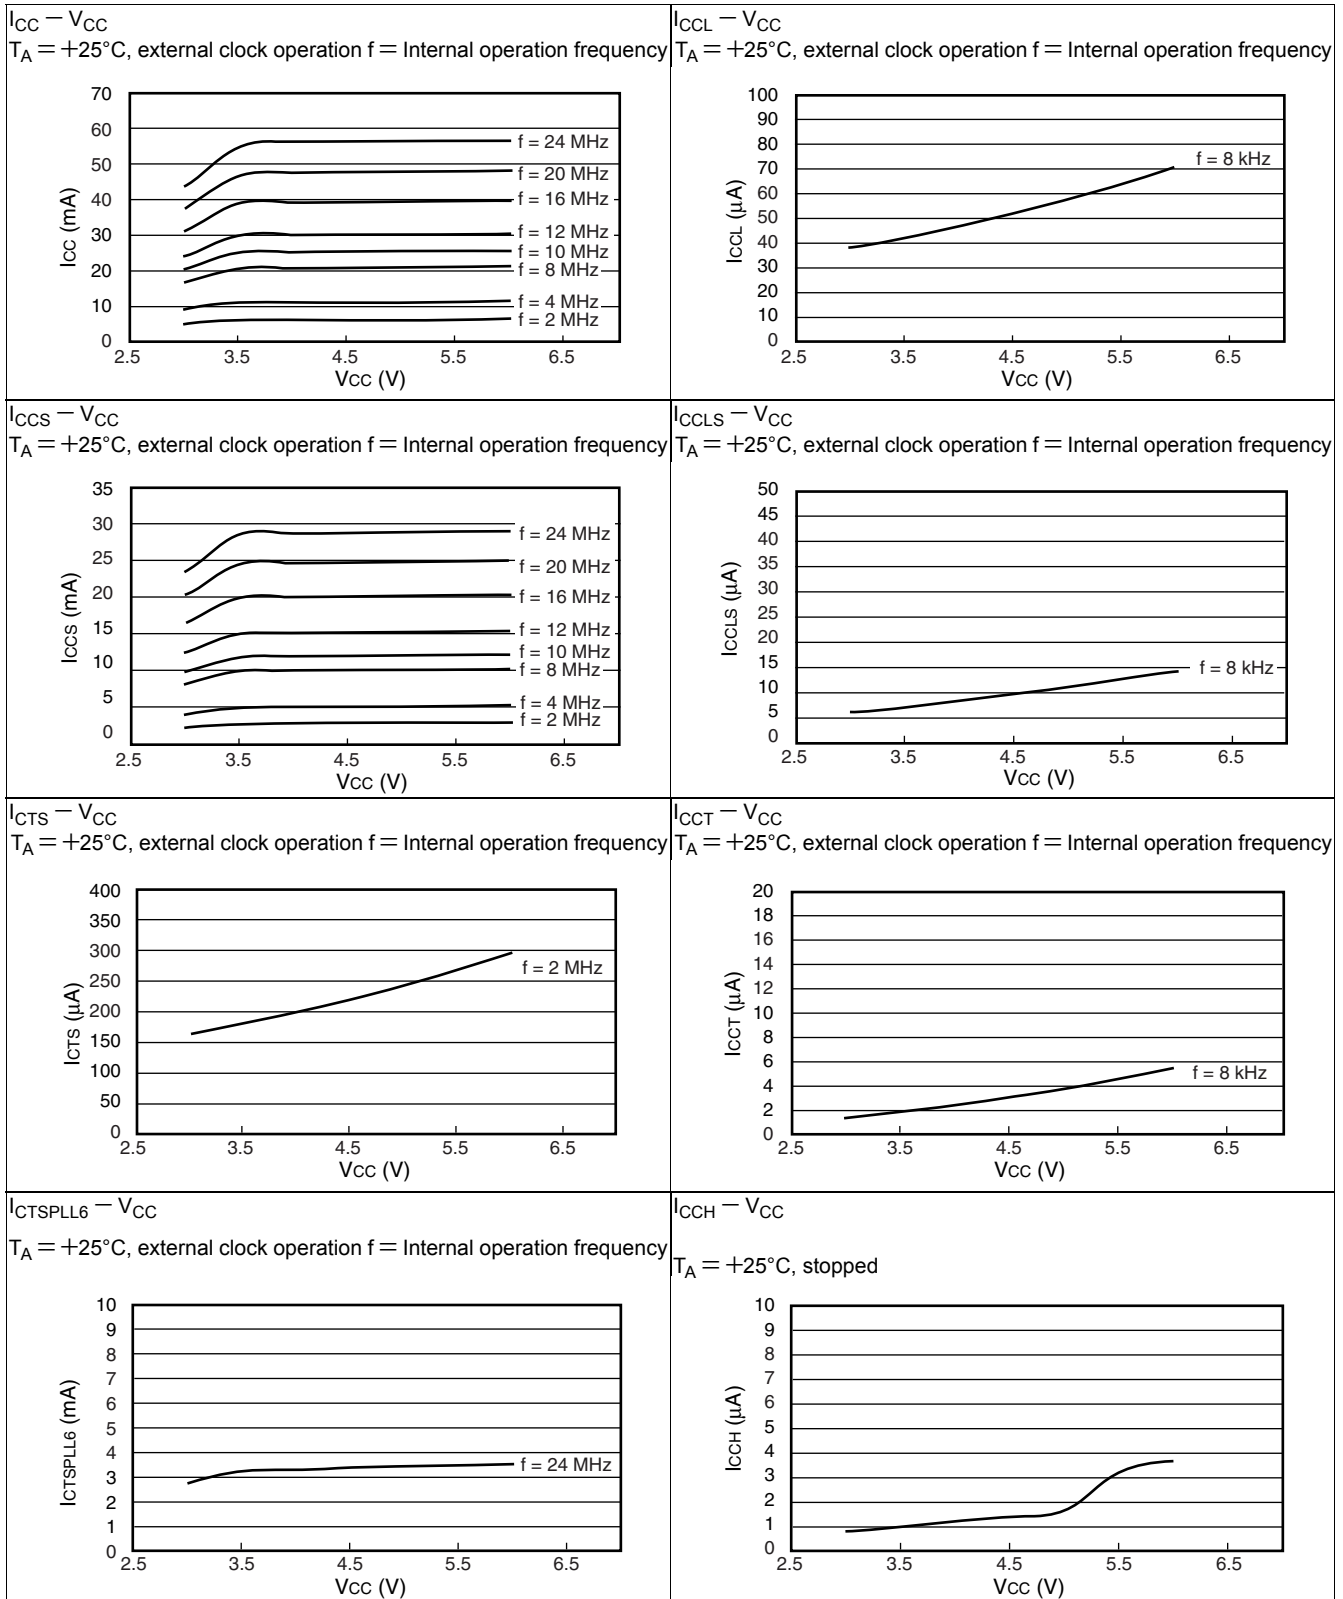 ICC − VCC
TA = +25°C, external clock operation f = Internal operation frequency
70
60
50
40
30
20
10
0
ICC (mA)
f = 24 MHz
f = 20 MHz
f = 16 MHz
f = 12 MHz
f = 10 MHz
f = 8 MHz
f = 4 MHz
f = 2 MHz
2.5 3.5 4.5 5.5 6.5
VCC (V)
ICCL − VCC
TA = +25°C, external clock operation f = Internal operation frequency
100
90
80
70
60
50
40
30
20
10
0
ICCL (μA)
f = 8 kHz
2.5 3.5 4.5 5.5 6.5
VCC (V)
ICCS − VCC
TA = +25°C, external clock operation f = Internal operation frequency
35
30
25
20
15
10
5
0
ICCS (mA)
f = 24 MHz
f = 20 MHz
f = 16 MHz
f = 12 MHz
f = 10 MHz
f = 8 MHz
f = 4 MHz
f = 2 MHz
2.5 3.5 4.5 5.5 6.5
VCC (V)
ICCLS − VCC
TA = +25°C, external clock operation f = Internal operation frequency
50
45
40
35
30
25
20
15
10
5
0
ICCLS (μA)
f = 8 kHz
2.5 3.5 4.5 5.5 6.5
VCC (V)
ICTS − VCC
TA = +25°C, external clock operation f = Internal operation frequency
400
350
300
250
200
150
100
50
0
ICTS (μA)
f = 2 MHz
2.5 3.5 4.5 5.5 6.5
VCC (V)
ICCT − VCC
TA = +25°C, external clock operation f = Internal operation frequency
20
18
16
14
12
10
8
6
4
2
0
ICCT (μA)
f = 8 kHz
2.5 3.5 4.5 5.5 6.5
VCC (V)
ICTSPLL6 − VCC
TA = +25°C, external clock operation f = Internal operation frequency
10
9
8
7
6
5
4
3
2
1
0
ICTSPLL6 (mA)
f = 24 MHz
2.5 3.5 4.5 5.5 6.5
VCC (V)
ICCH − VCC
TA = +25°C, stopped
10
9
8
7
6
5
4
3
2
1
0
ICCH (μA)
2.5 3.5 4.5 5.5 6.5
VCC (V)